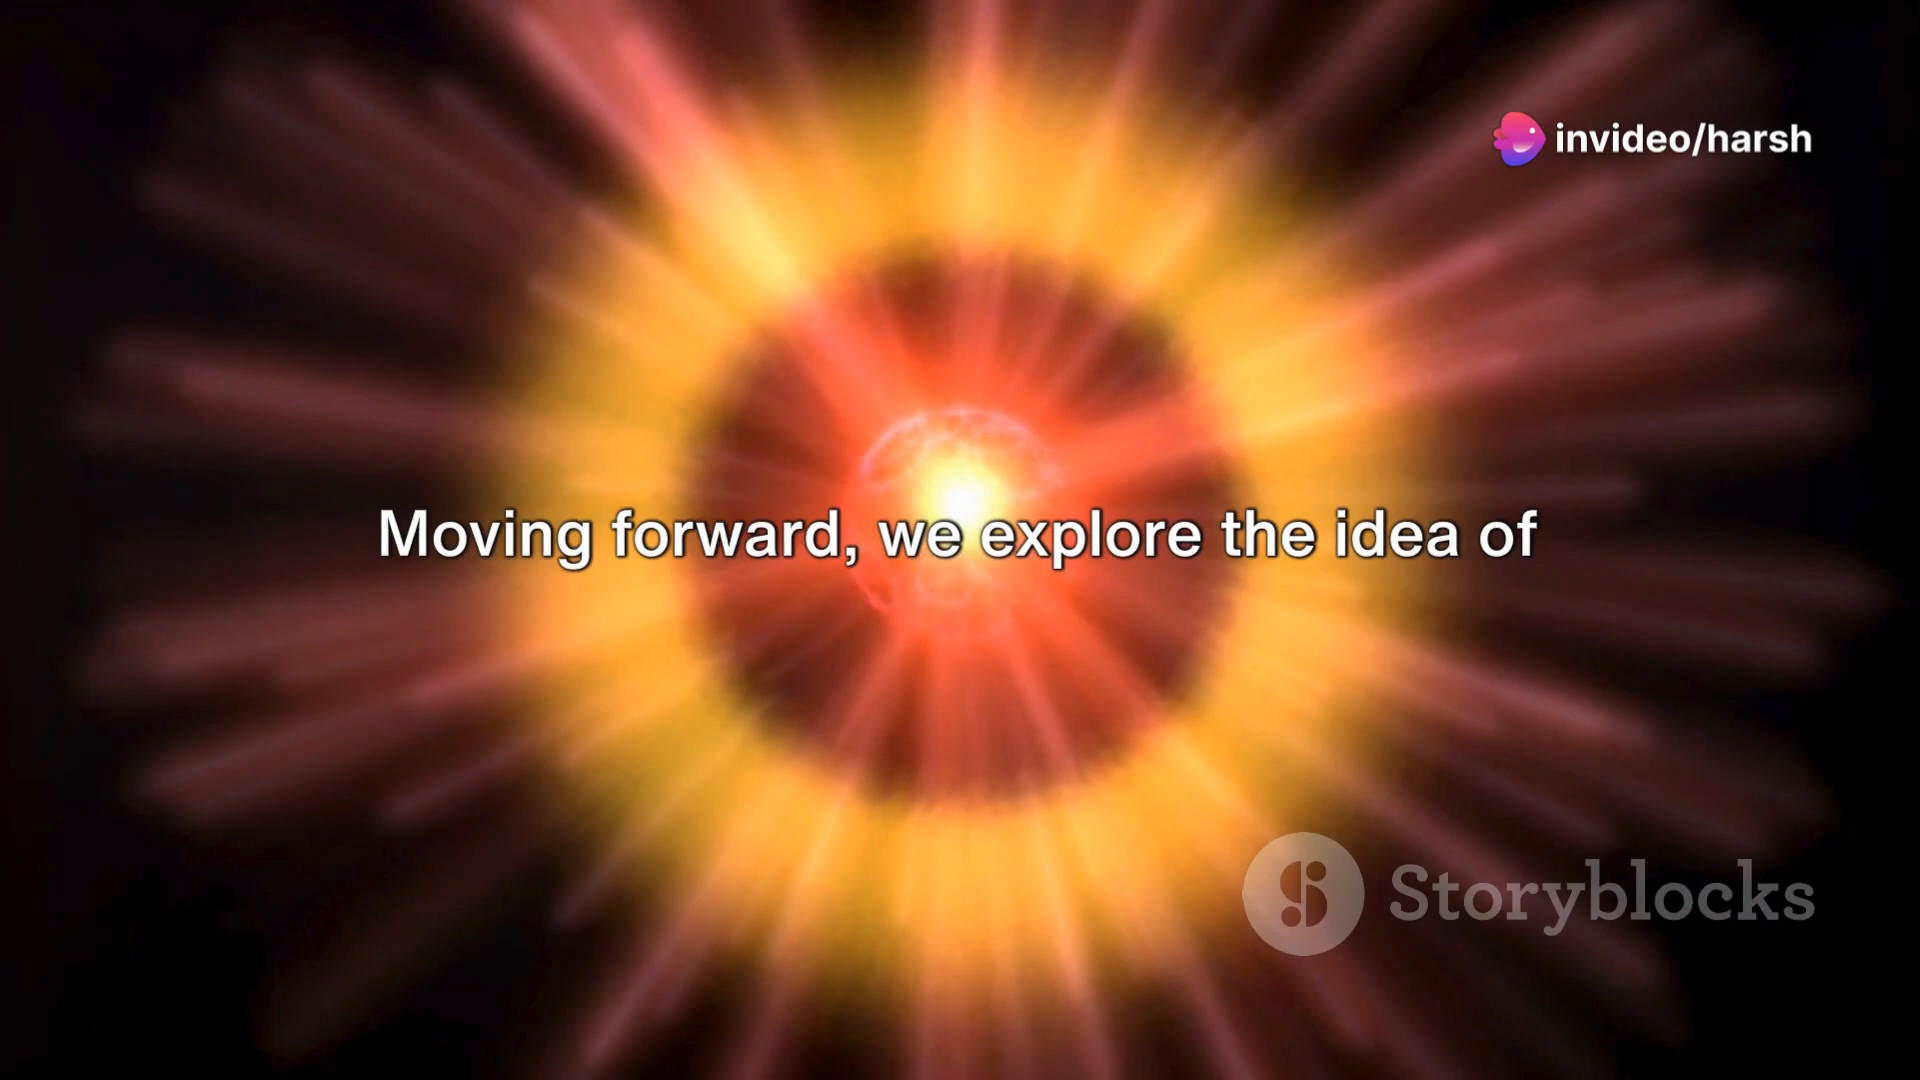 invideo/harsh
Moving forward, we explore the idea of
Storyblocks